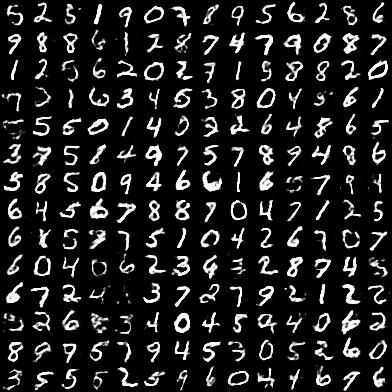 5 2 3 1 9 0 7 8 9 5 6 2 8 6
9 8 8 6 1 2 8 7 4 7 9 0 8 7
1 2 5 6 2 0 2 7 1 5 8 8 2 0
7 2 1 6 3 4 5 3 8 0 4 6 1
5 6 0 1 4 0 2 6 4 8 6 5
3 7 5 8 4 9 7 5 7 8 9 4 8 6
5 8 5 0 9 4 6 6 1 6 5 7 9 4
6 4 5 6 7 8 8 7 0 4 7 1 2 5
6 8 5 7 5 1 0 4 2 6 7 0 7
6 0 4 0 6 2 3 9 3 2 8 7 4
6 7 2 4 3 7 2 7 9 2 1 2 2
3 2 6 8 3 4 0 4 5 9 4 0 6 2
8 9 9 5 7 9 4 5 3 0 5 2 6 0
3 5 5 5 2 5 9 6 0 4 4 6 7